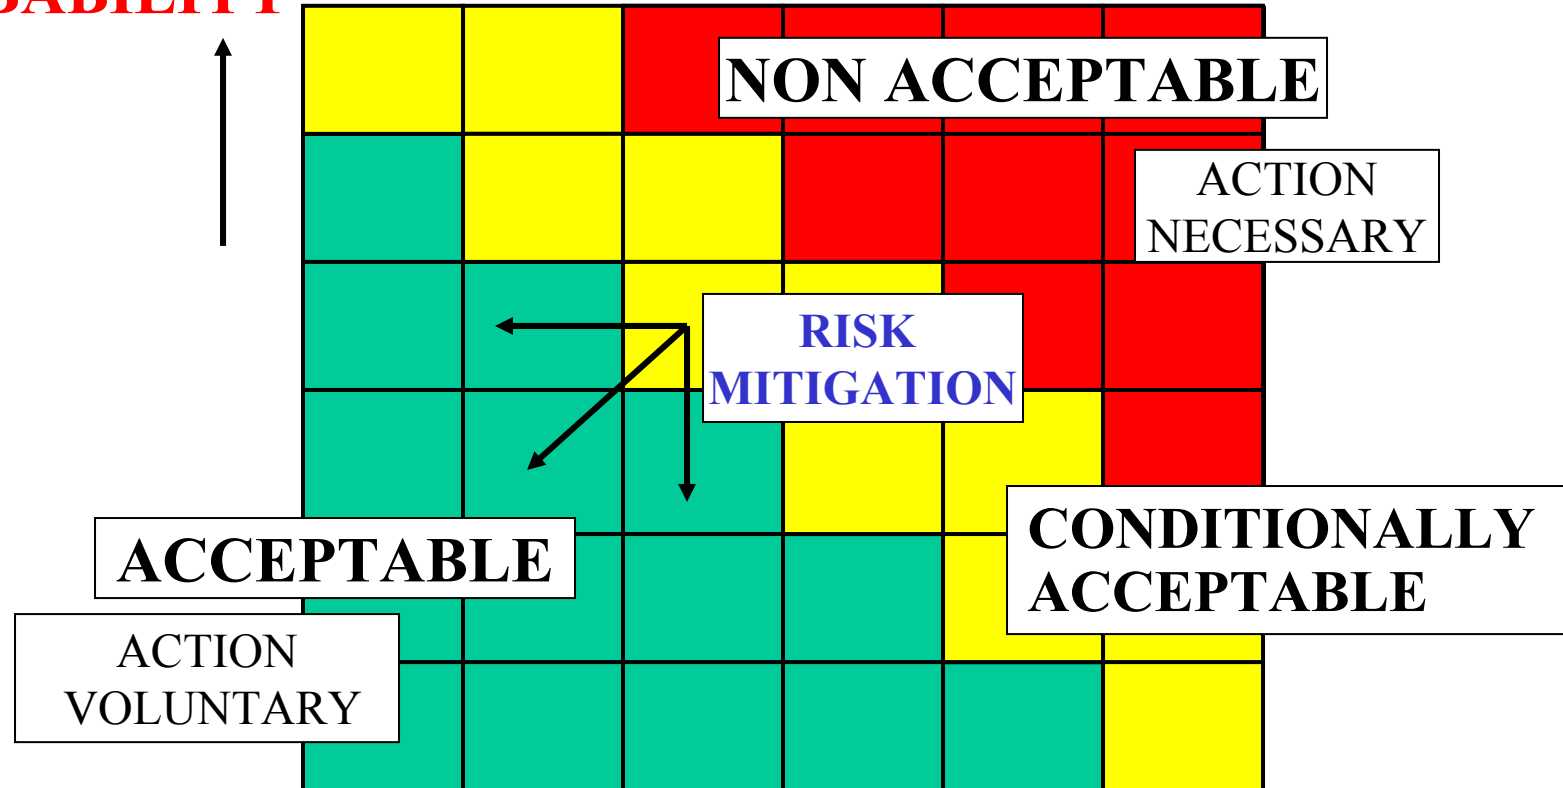 NON ACCEPTABLE
ACTION
NECESSARY
RISK
MITIGATION
CONDITIONALLY
ACCEPTABLE
ACCEPTABLE
ACTION
VOLUNTARY